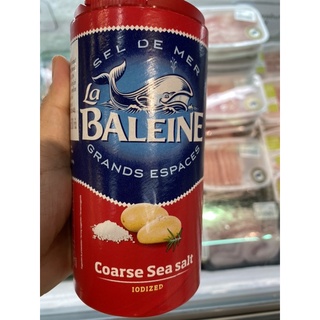 SEL DE MER
La
BALEINE
GRANDS ESPACES
Coarse Sea salt
IODIZED